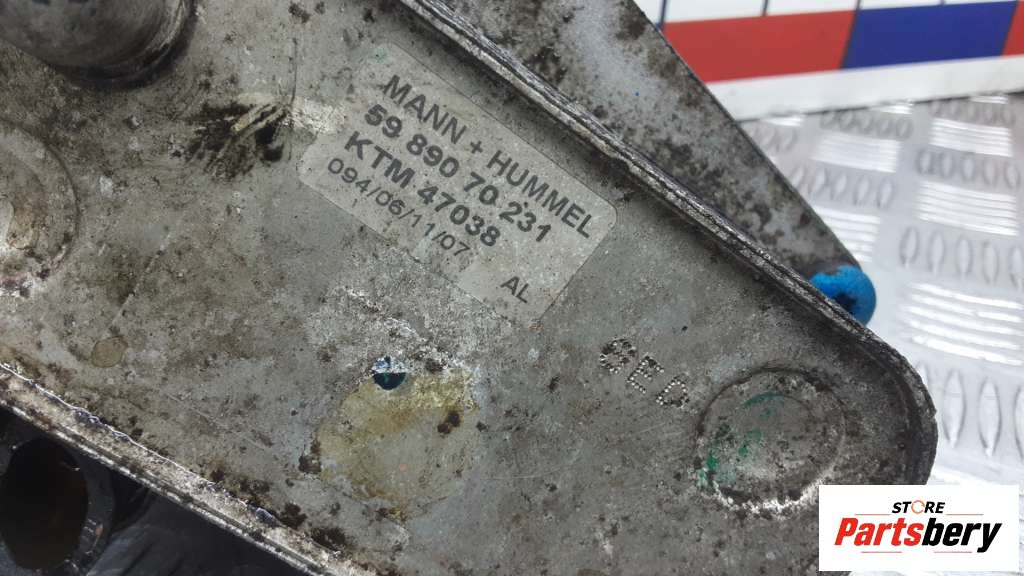 MANN + HUMMEL
59 890 70 231
KTM 47038
094/06/11/07
AL
STORE
Partsbery